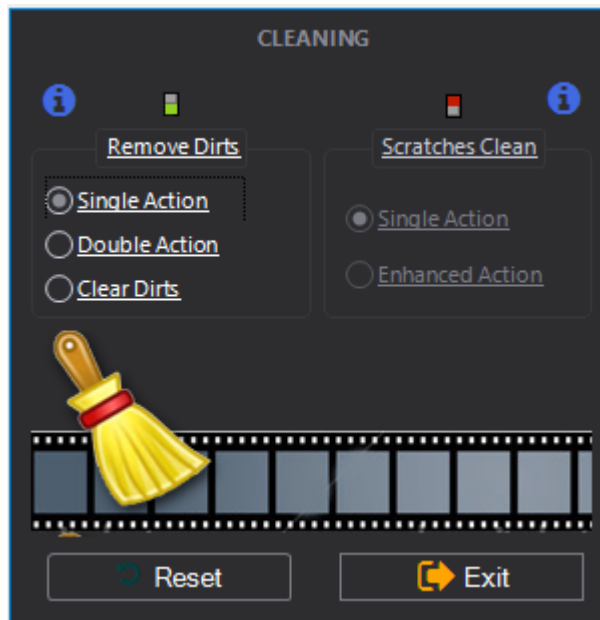 CLEANING
Remove Dirts
Single Action
Double Action
Clear Dirts
Scratches Clean
Single Action
Enhanced Action
Reset
Exit